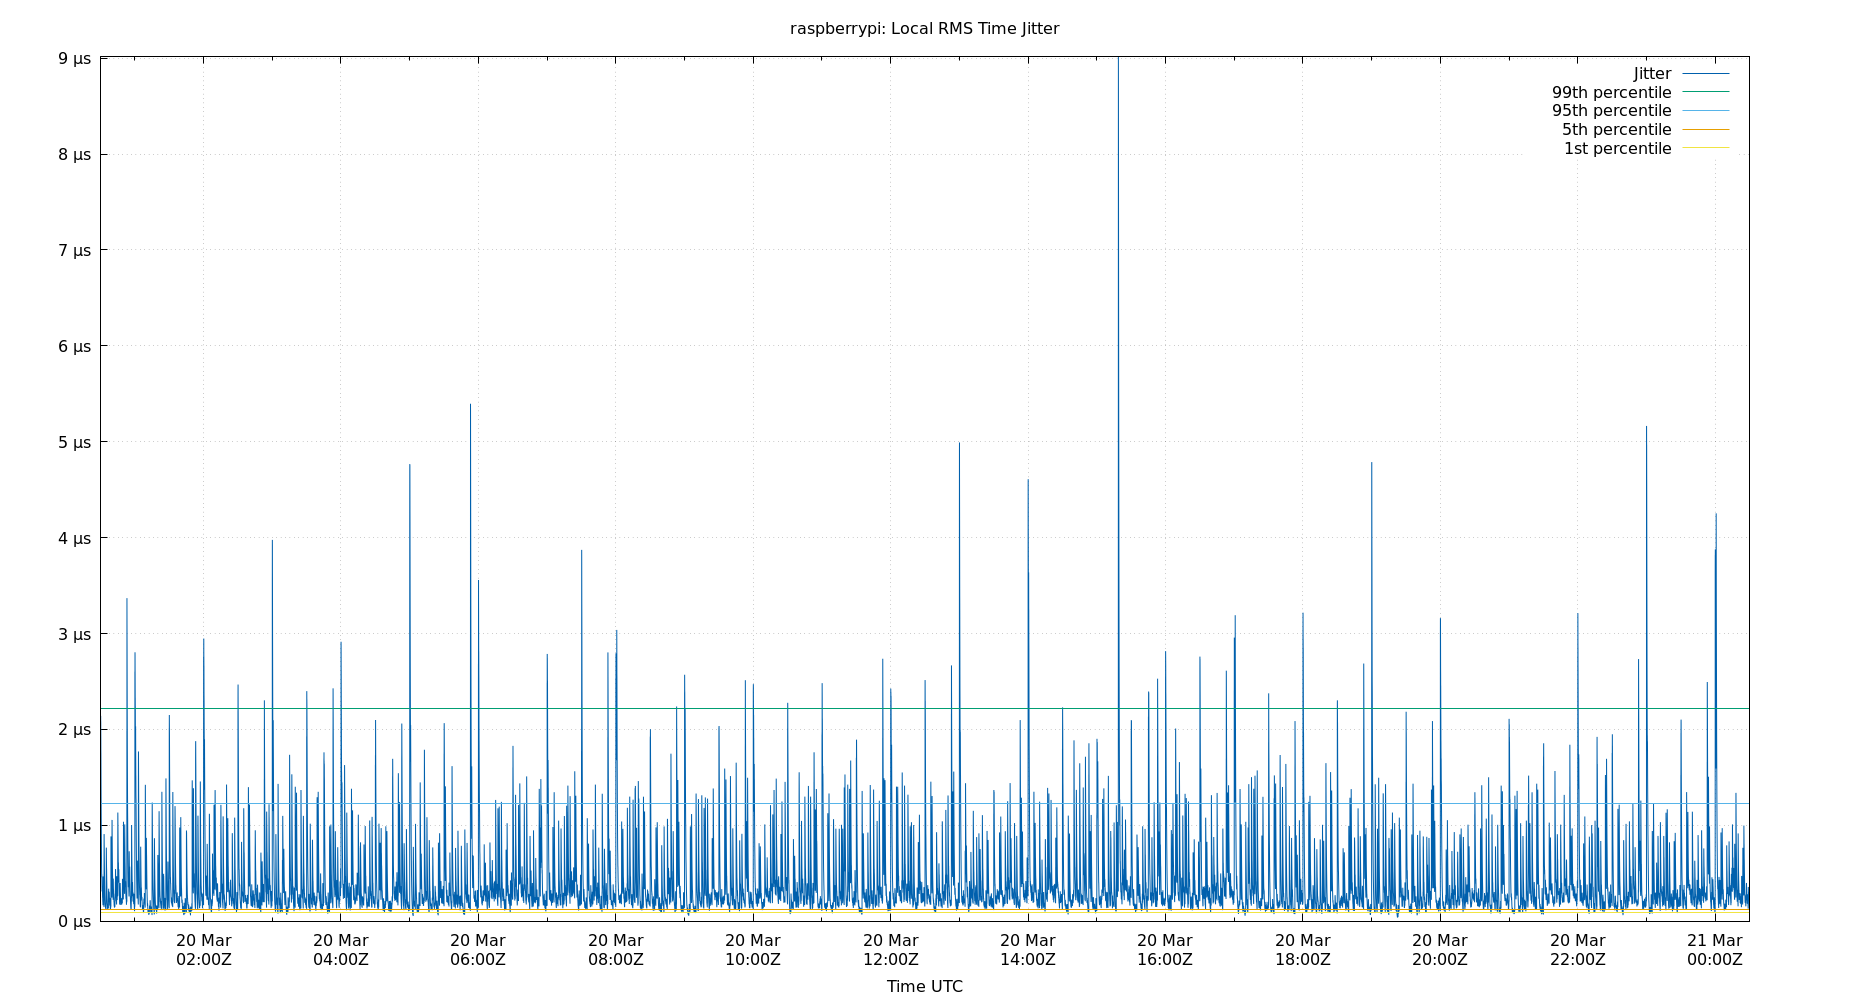 raspberrypi: Local RMS Time Jitter
9 µs
8 µs
7 µs
6 µs
5 µs
4 µs
3 µs
2 µs
1 µs
0 µs
Jitter
99th percentile
95th percentile
5th percentile
1st percentile
20 Mar 20 Mar 20 Mar 20 Mar 20 Mar 20 Mar 20 Mar 20 Mar 20 Mar 20 Mar 20 Mar 21 Mar
02:00Z 04:00Z 06:00Z 08:00Z 10:00Z 12:00Z 14:00Z 16:00Z 18:00Z 20:00Z 22:00Z 00:00Z
Time UTC